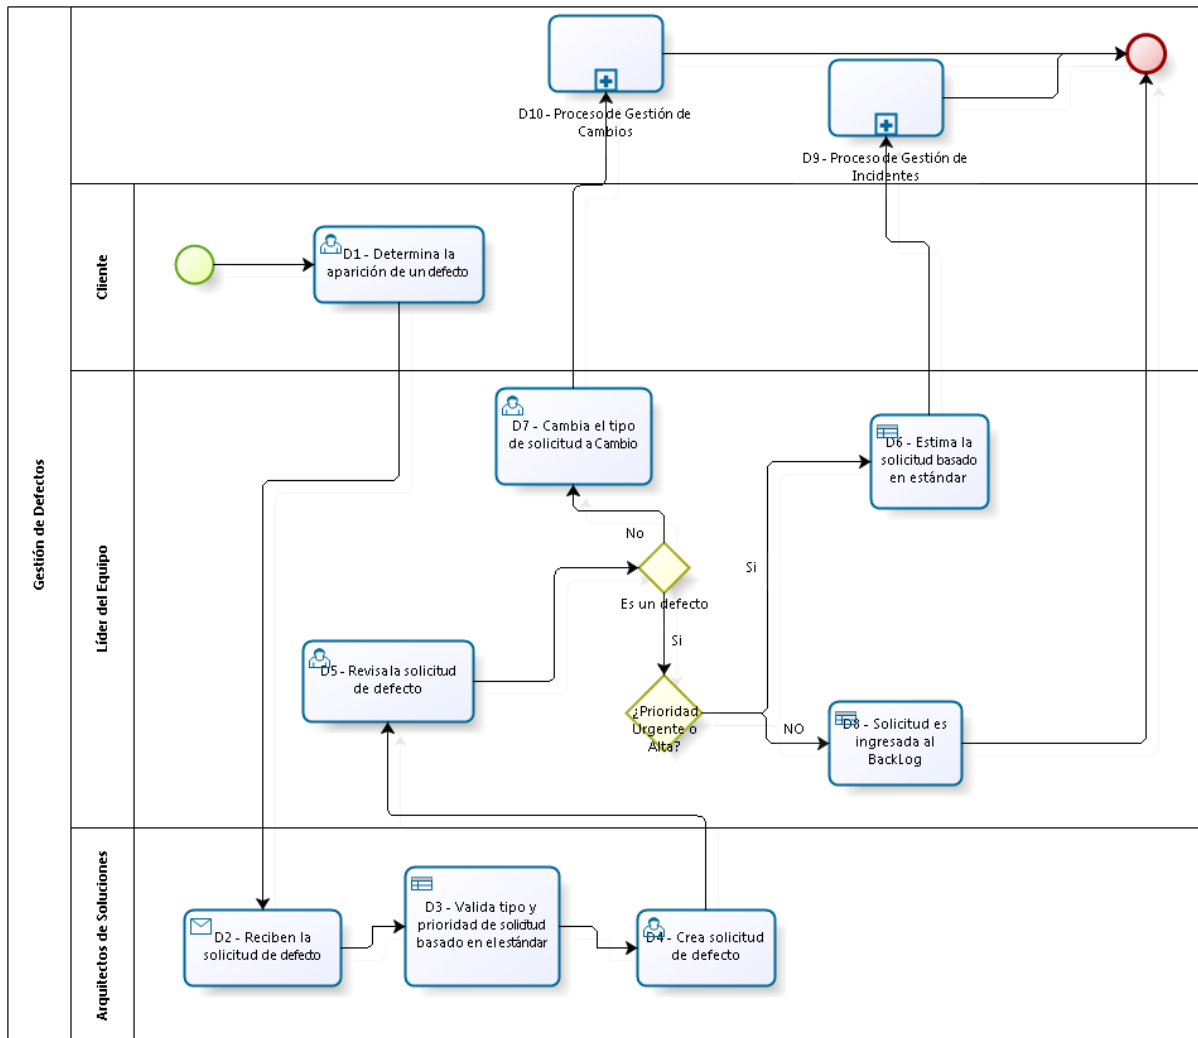 Gestión de Defectos
D10 - Proceso de Gestión de
Cambios
D9 - Proceso de Gestión de
Incidentes
Cliente
D1 - Determina la
aparición de un defecto
Líder del Equipo
D7 - Cambia el tipo
de solicitud a Cambio
D6 - Estima la
solicitud basado
en estándar
No
Es un defecto
Si
Si
D5 - Revisa la solicitud
de defecto
¿Prioridad
Urgente o
Alta?
NO
D8 - Solicitud es
ingresada al
BackLog
Arquitectos de Soluciones
D2 - Reciben la
solicitud de defecto
D3 - Valida tipo y
prioridad de solicitud
basado en el estándar
D4 - Crea solicitud
de defecto